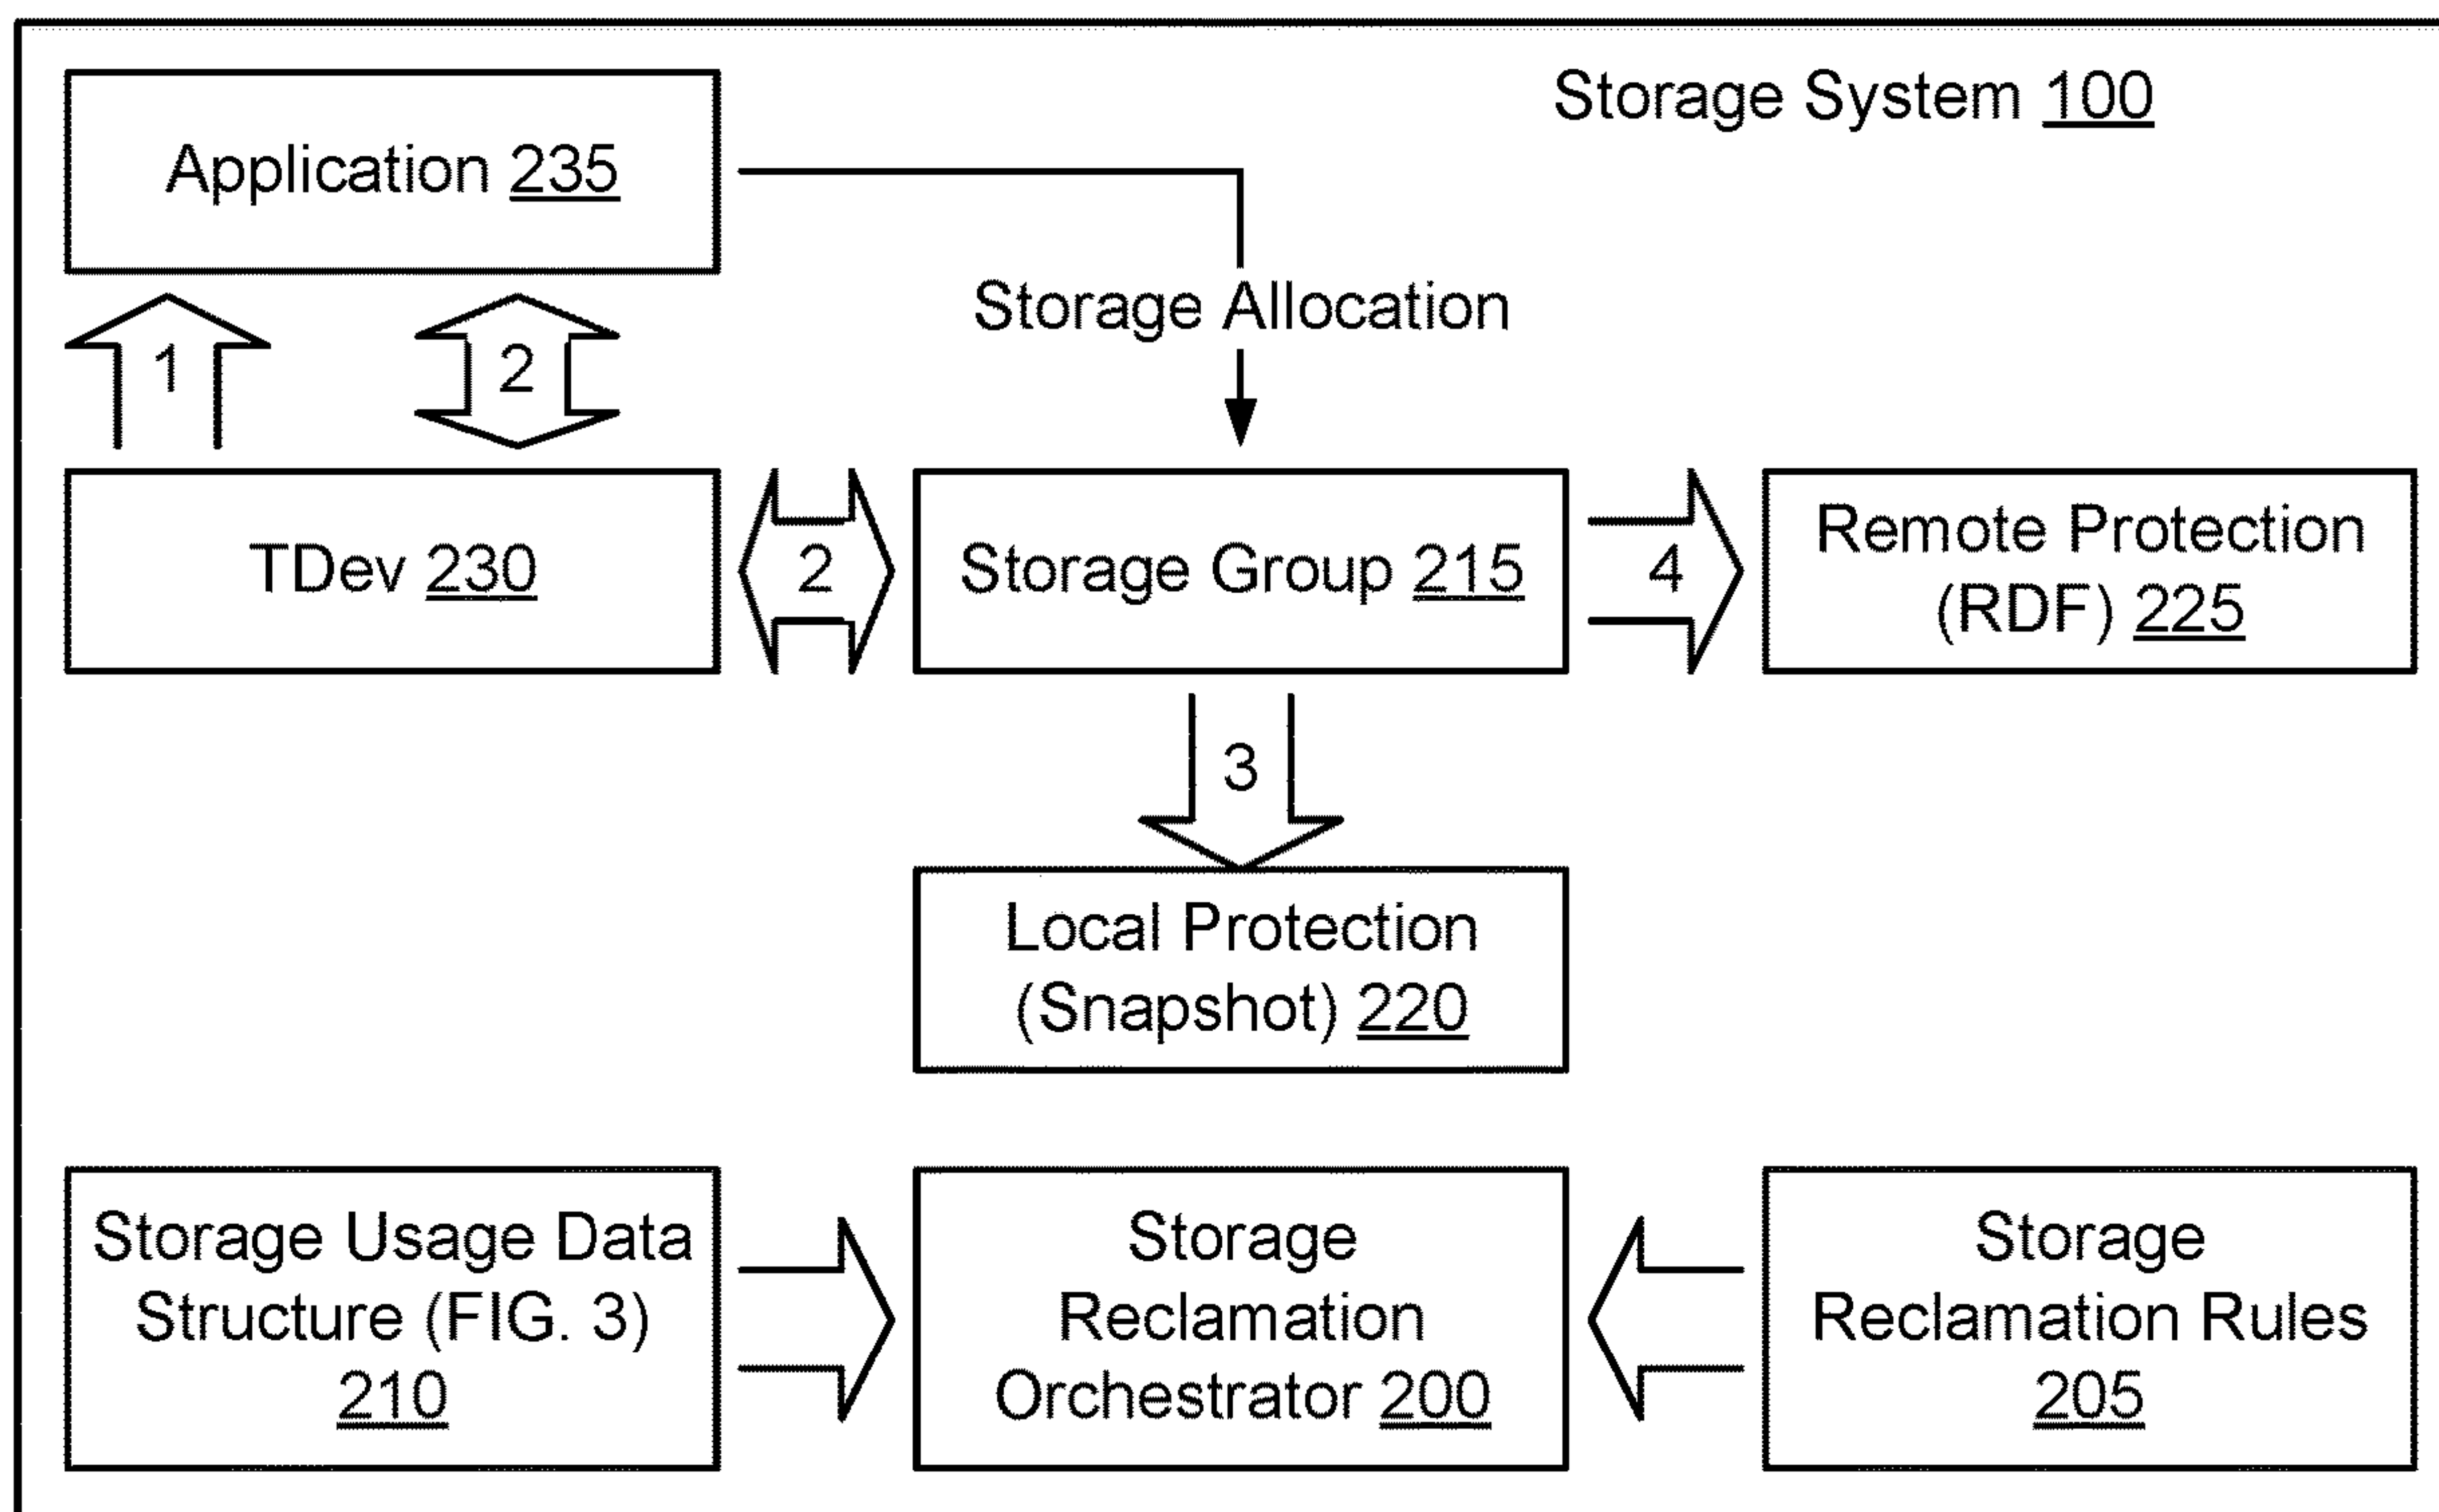 Storage System 100
Application 235
Storage Allocation
1
2
TDev 230
2
Storage Group 215
4
Remote Protection
(RDF) 225
3
Local Protection
(Snapshot) 220
Storage Usage Data
Structure (FIG. 3)
210
Storage
Reclamation
Orchestrator 200
Storage
Reclamation Rules
205